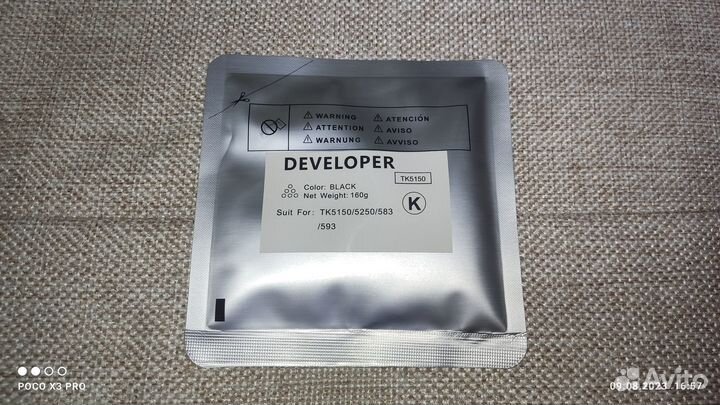 WARNING ATENCIÓN
ATTENTION AVISO
WARNUNG AVVISO
DEVELOPER
TK5150
Color: BLACK
Net Weight: 160g
K
Suit For: TK5150/5250/583
/593
POCO X3 PRO
Avito
09.08.2023 16:57